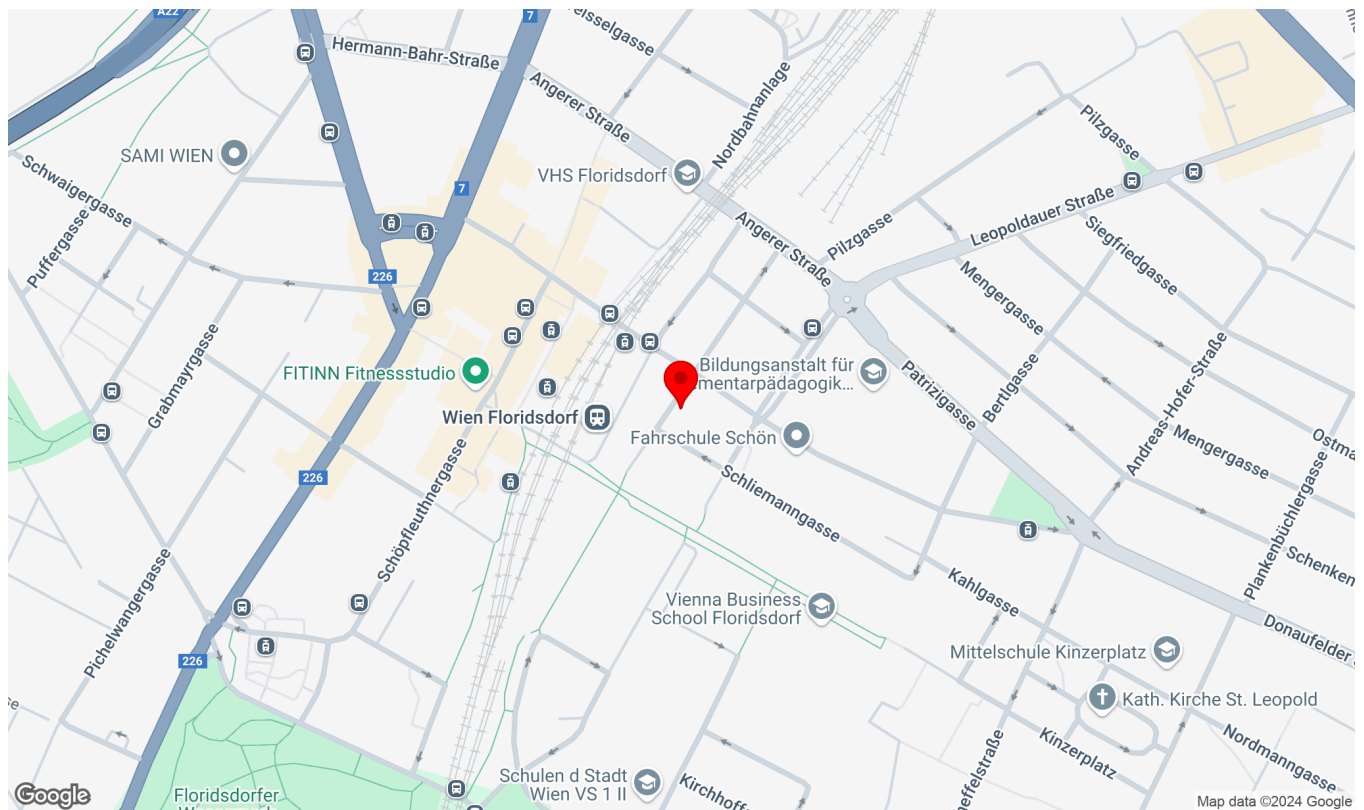 A22
7
Hermann-Bahr-Straße
Angerer Straße
Nordbahnanlage
Pilzgasse
SAMI WIEN
VHS Floridsdorf
Schwaigergasse
7
Leopoldauer Straße
Puffergasse
Angerer Straße
Pilzgasse
Siegfriedgasse
226
Mengergasse
Grabmayrgasse
FITINN Fitnessstudio
Bildungsanstalt für
ementarpädagogik...
Patrizigasse
Bertlgasse
Andreas-Hofer-Straße
Wien Floridsdorf
Fahrschule Schön
Mengergasse
226
Schliemanngasse
Schöpfleuthnergasse
Plankenbüchlergasse
Pichelwangergasse
Vienna Business
School Floridsdorf
Kahlgasse
Donaufelder
226
Mittelschule Kinzerplatz
Kath. Kirche St. Leopold
Kinzerplatz
Nordmanngasse
Schulen d Stadt
Wien VS 1 II
Floridsdorfer
Google
Map data ©2024 Google